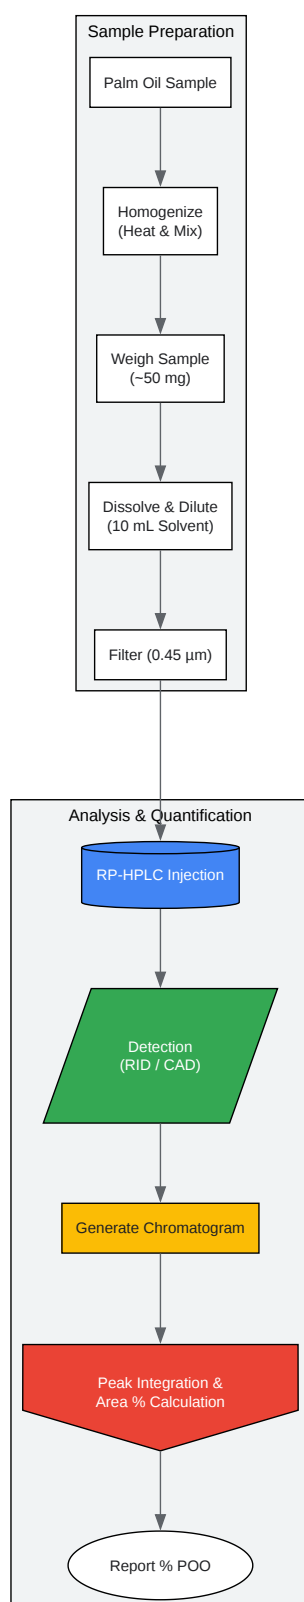 Sample Preparation
Palm Oil Sample
Homogenize
(Heat & Mix)
Weigh Sample
(~50 mg)
Dissolve & Dilute
(10 mL Solvent)
Filter (0.45 µm)
Analysis & Quantification
RP-HPLC Injection
Detection
(RID / CAD)
Generate Chromatogram
Peak Integration &
Area % Calculation
Report % POO